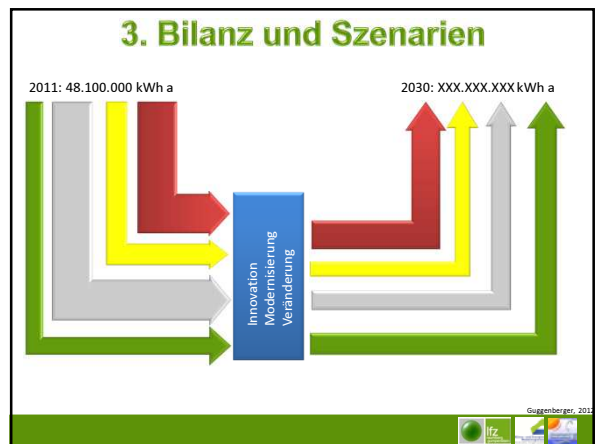 3. Bilanz und Szenarien
2011: 48.100.000 kWh a
2030: XXX.XXX.XXX kWh a
Innovation
Modernisierung
Veränderung
Guggenberger, 2012
lfz